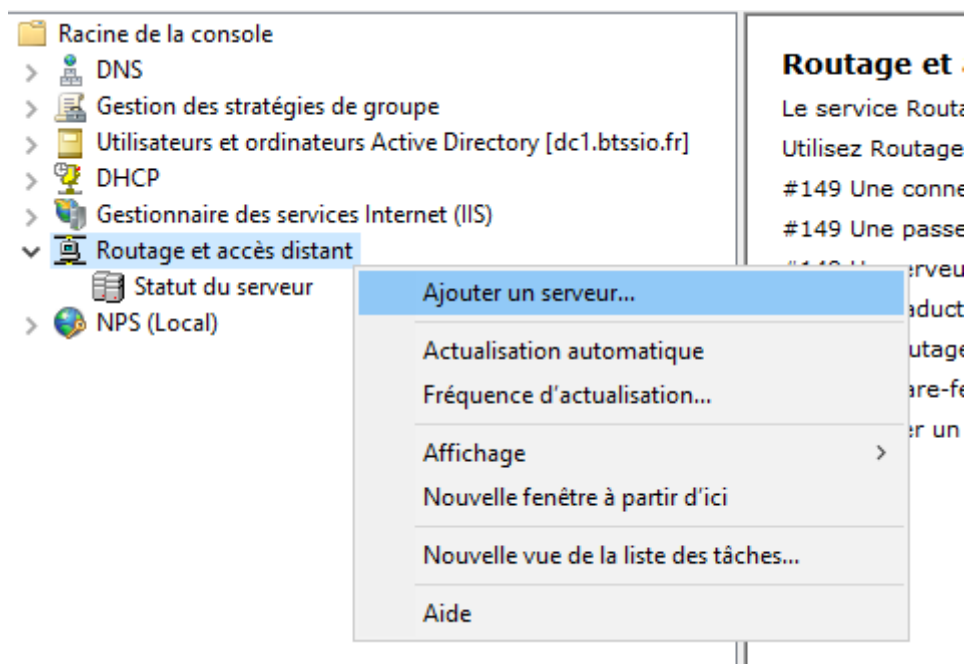 Racine de la console
DNS
Gestion des stratégies de groupe
Utilisateurs et ordinateurs Active Directory [dc1.btssio.fr]
DHCP
Gestionnaire des services Internet (IIS)
Routage et accès distant
Statut du serveur
NPS (Local)
Ajouter un serveur...
Actualisation automatique
Fréquence d'actualisation...
Affichage
Nouvelle fenêtre à partir d'ici
Nouvelle vue de la liste des tâches...
Aide
Routage et
Le service
Utilisez Routage
#149 Une
#149 Une
un